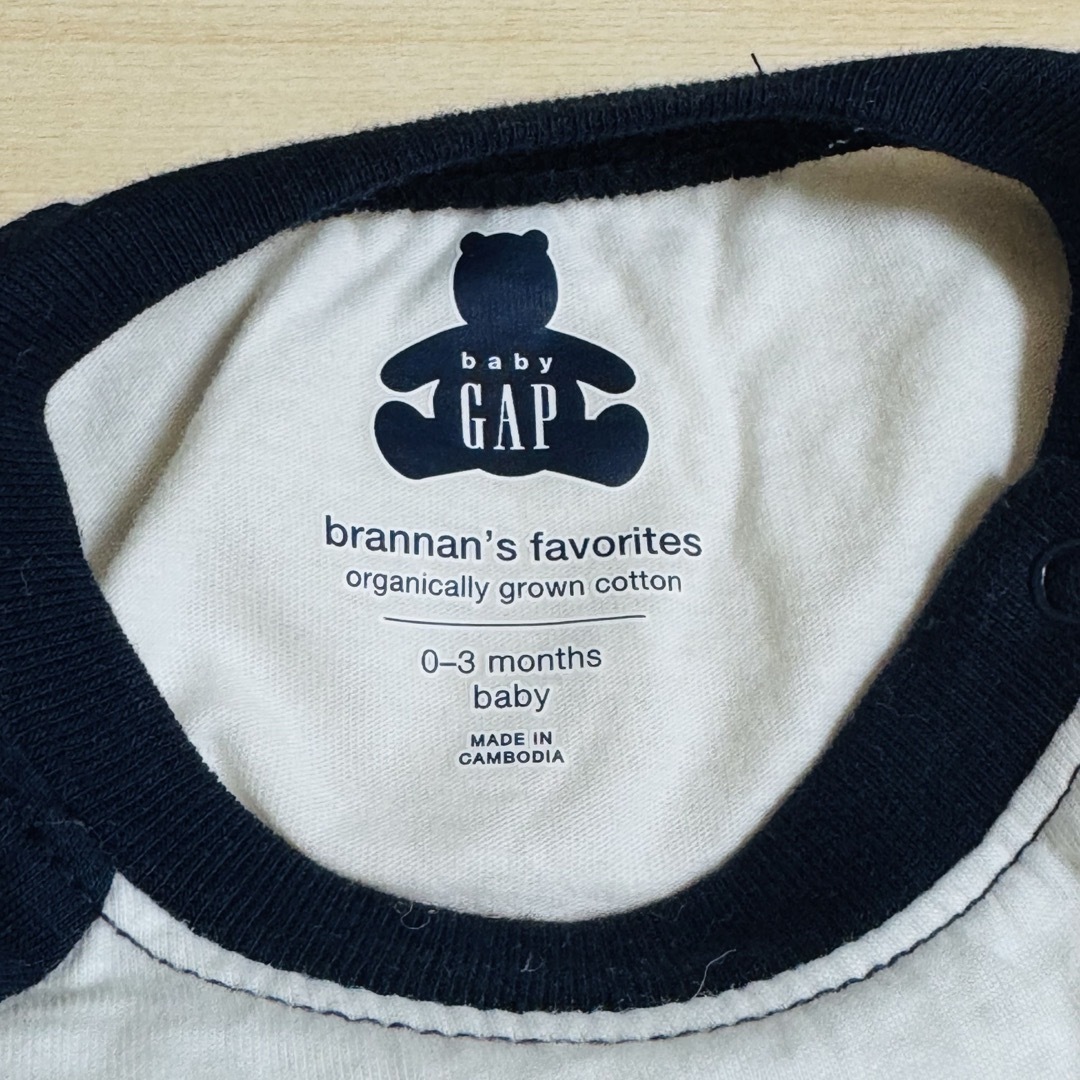 baby
GAP
brannan's favorites
organically grown cotton
0–3 months
baby
MADE IN
CAMBODIA